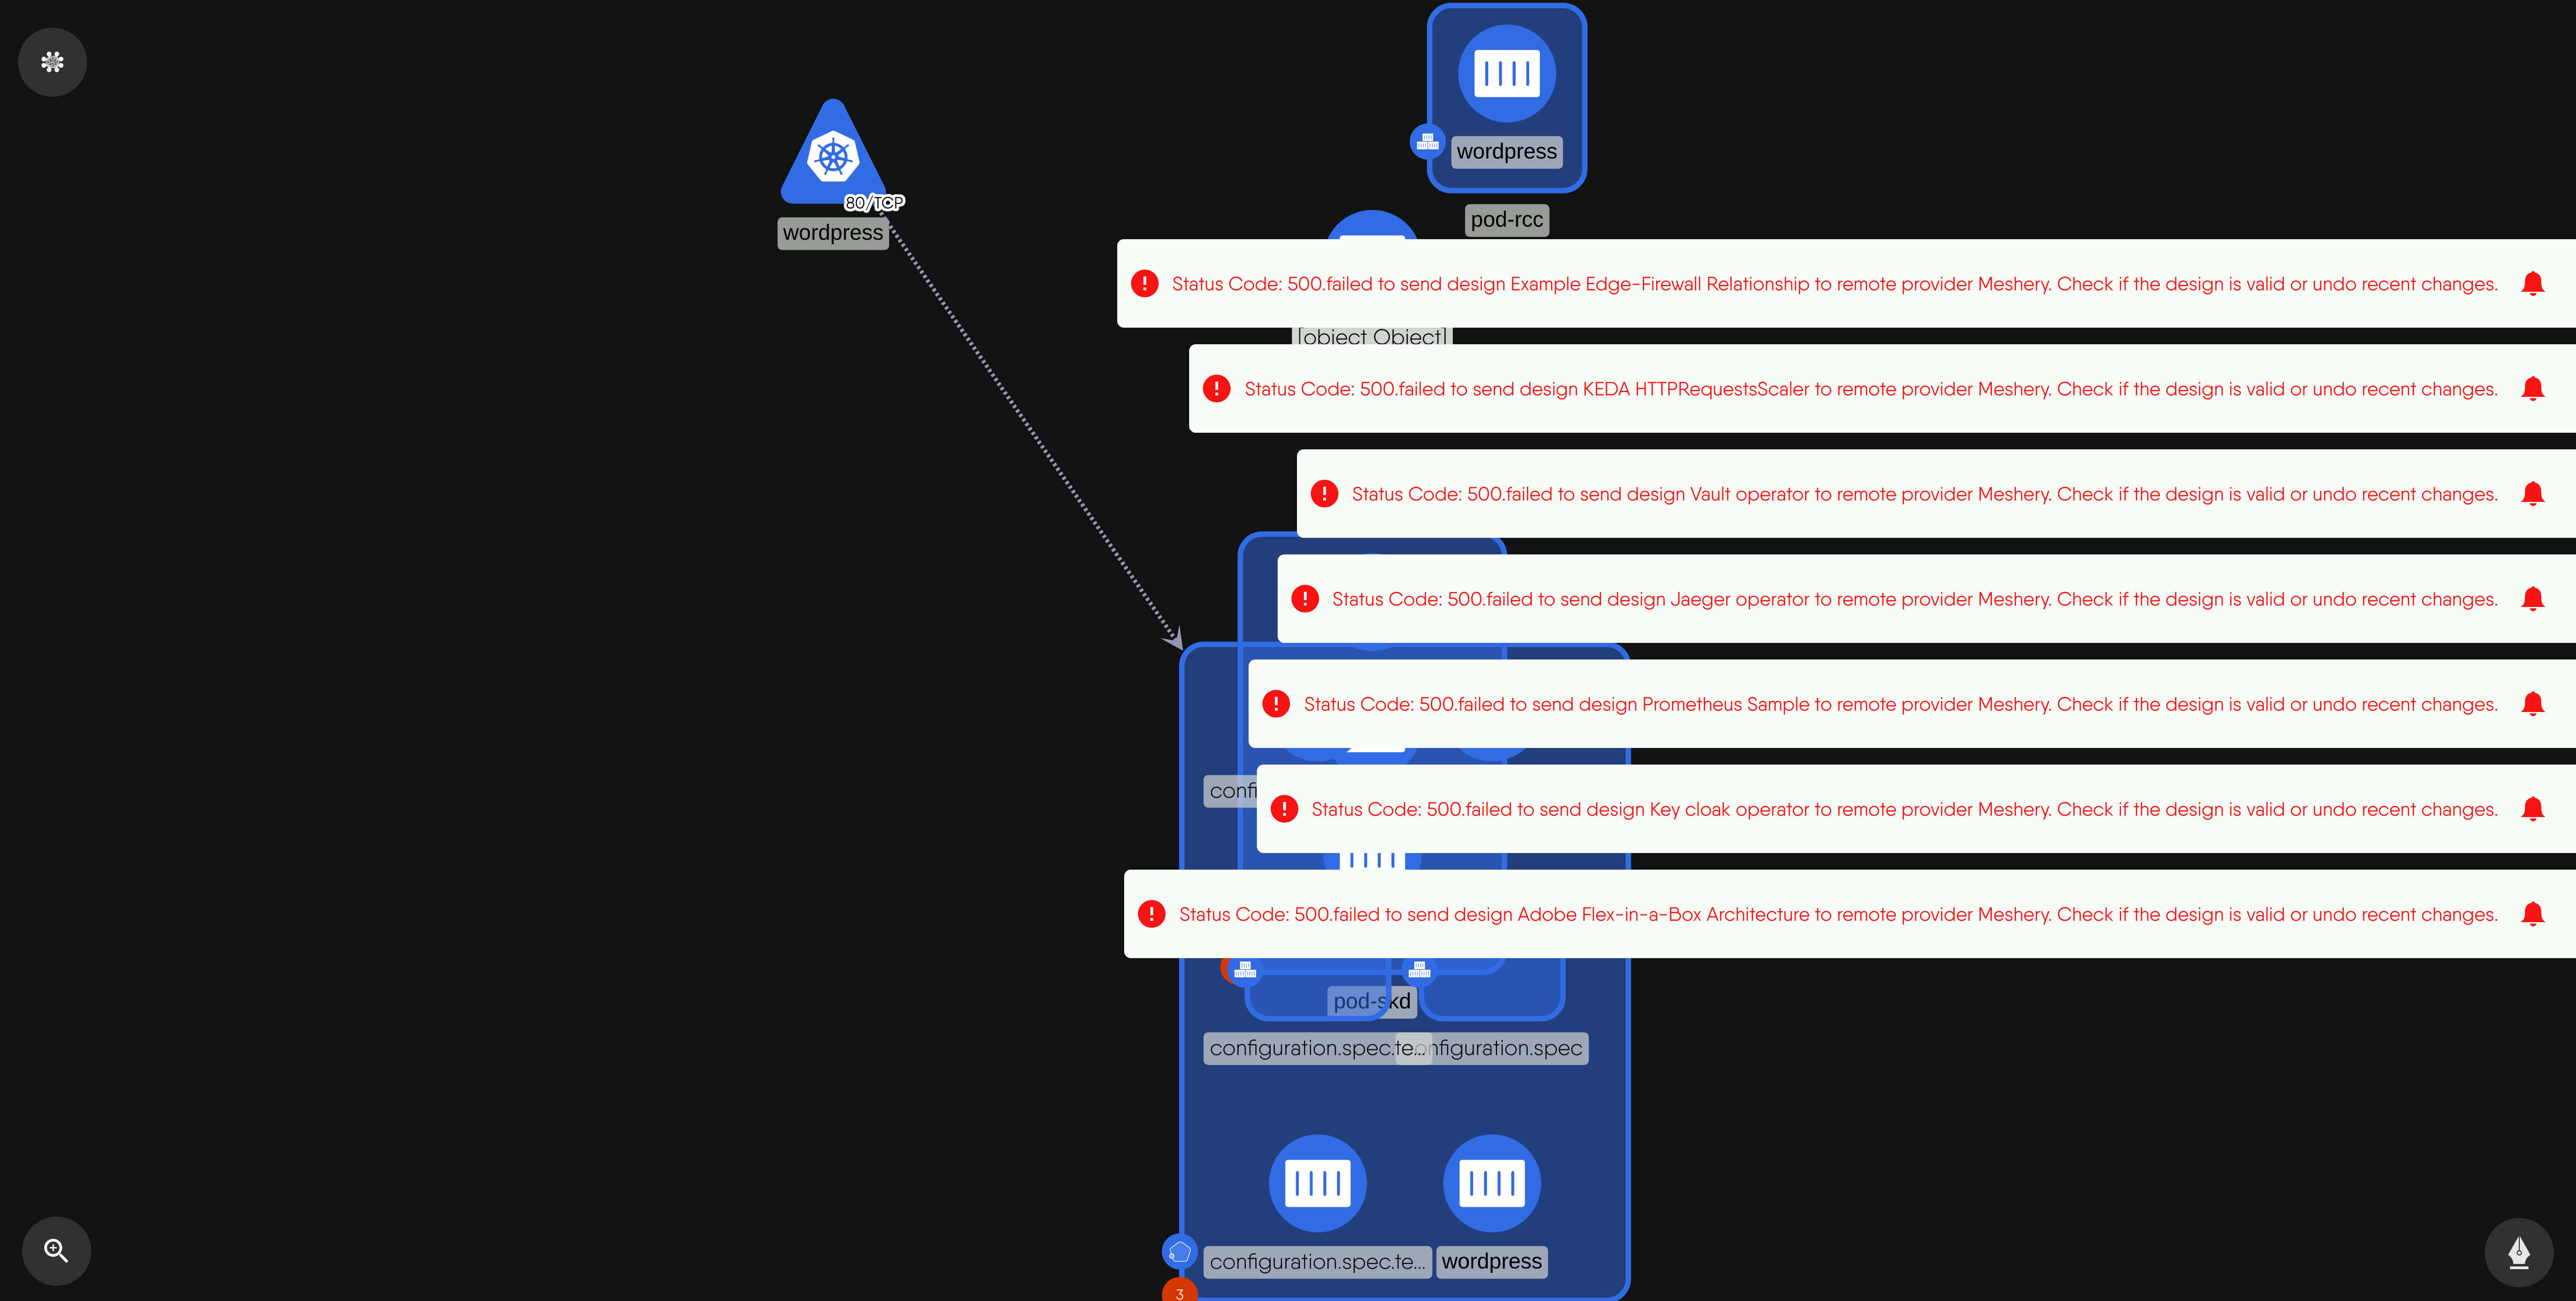 wordpress
pod-rcc
80/TCP
wordpress
Status Code: 500.failed to send design Example Edge-Firewall Relationship to remote provider Meshery. Check if the design is valid or undo recent changes.
[object Object]
Status Code: 500.failed to send design KEDA HTTPRequestsScaler to remote provider Meshery. Check if the design is valid or undo recent changes.
Status Code: 500.failed to send design Vault operator to remote provider Meshery. Check if the design is valid or undo recent changes.
Status Code: 500.failed to send design Jaeger operator to remote provider Meshery. Check if the design is valid or undo recent changes.
Status Code: 500.failed to send design Prometheus Sample to remote provider Meshery. Check if the design is valid or undo recent changes.
Status Code: 500.failed to send design Key cloak operator to remote provider Meshery. Check if the design is valid or undo recent changes.
Status Code: 500.failed to send design Adobe Flex-in-a-Box Architecture to remote provider Meshery. Check if the design is valid or undo recent changes.
pod-skd
configuration.spec.te... nfiguration.spec
configuration.spec.te... wordpress
3